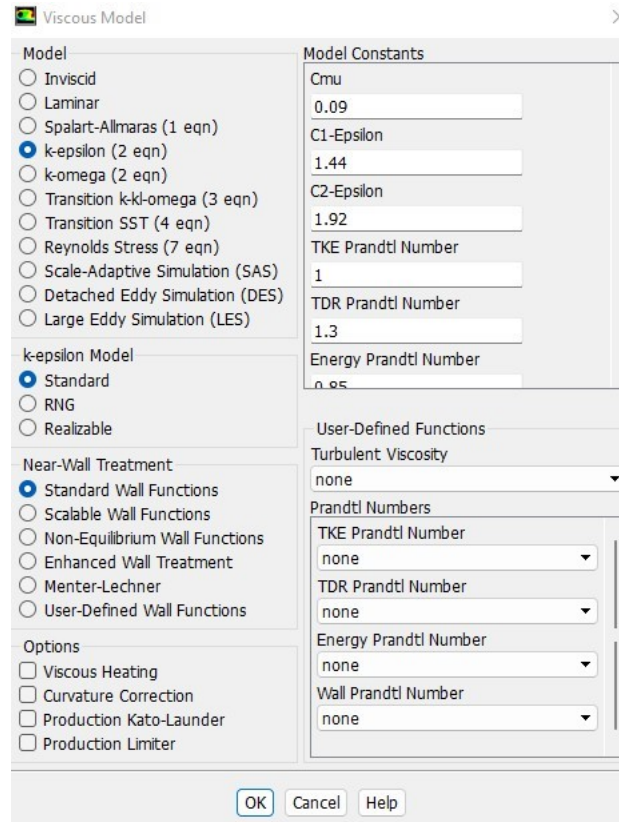 Viscous Model
Model
Inviscid
Laminar
Spalart-Allmaras (1 eqn)
k-epsilon (2 eqn)
k-omega (2 eqn)
Transition k-kl-omega (3 eqn)
Transition SST (4 eqn)
Reynolds Stress (7 eqn)
Scale-Adaptive Simulation (SAS)
Detached Eddy Simulation (DES)
Large Eddy Simulation (LES)
k-epsilon Model
Standard
RNG
Realizable
Near-Wall Treatment
Standard Wall Functions
Scalable Wall Functions
Non-Equilibrium Wall Functions
Enhanced Wall Treatment
Menter-Lechner
User-Defined Wall Functions
Options
Viscous Heating
Curvature Correction
Production Kato-Launder
Production Limiter
Model Constants
Cmu
0.09
C1-Epsilon
1.44
C2-Epsilon
1.92
TKE Prandtl Number
1
TDR Prandtl Number
1.3
Energy Prandtl Number
0.85
User-Defined Functions
Turbulent Viscosity
none
Prandtl Numbers
TKE Prandtl Number
none
TDR Prandtl Number
none
Energy Prandtl Number
none
Wall Prandtl Number
none
OK
Cancel
Help